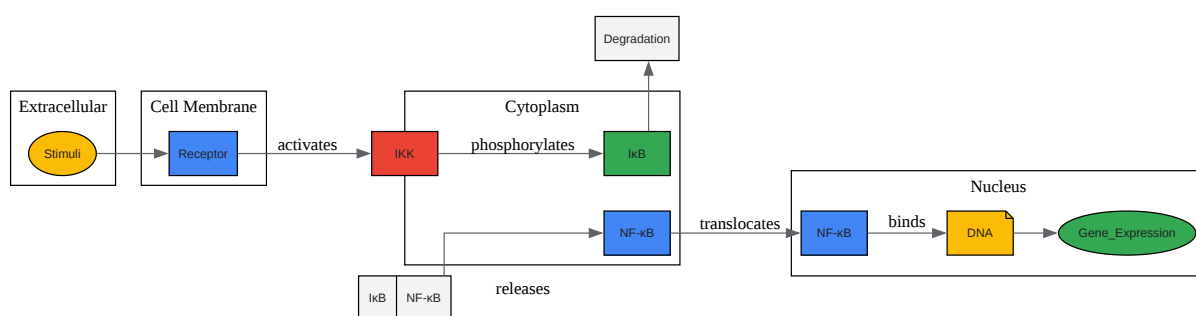 Degradation
Extracellular
Cell Membrane
Cytoplasm
Stimuli
Receptor
activates
IKK
phosphorylates
IκB
Nucleus
NF-κB
translocates
NF-κB
binds
DNA
Gene_Expression
IκB
NF-κB
releases